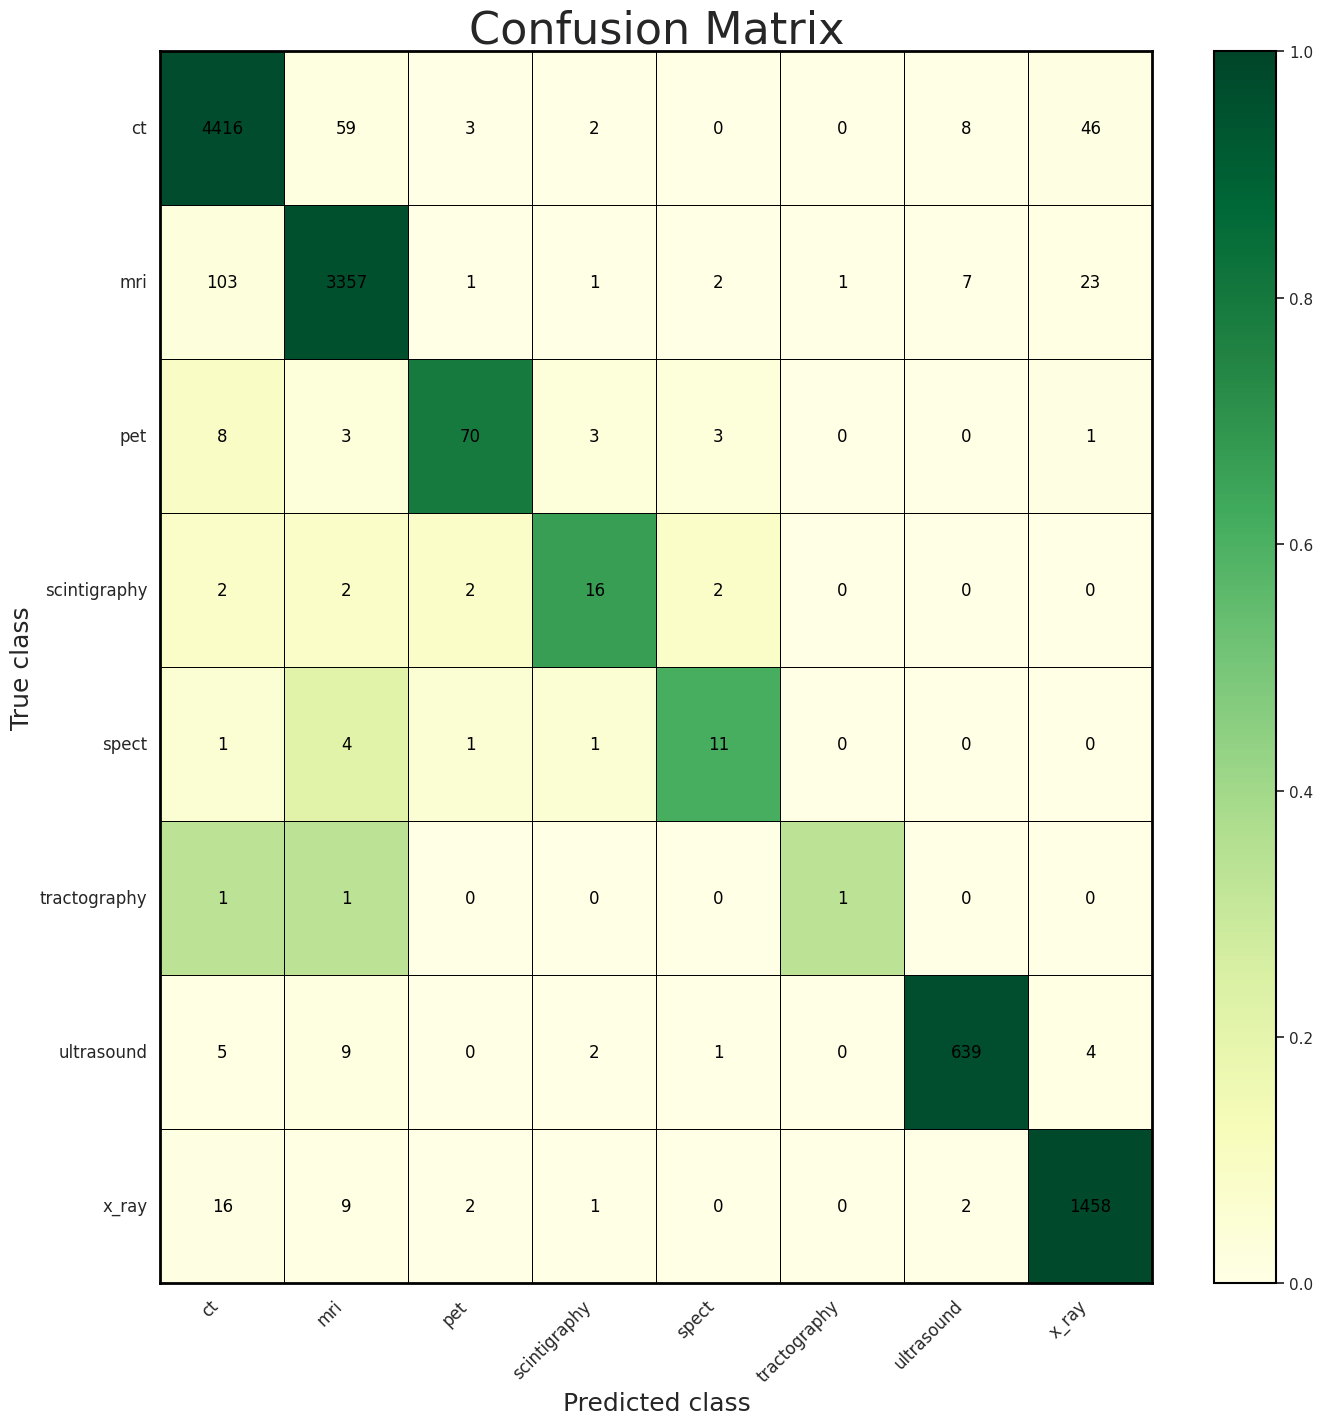 Confusion Matrix
ct 4416 59 3 2 0 0 8 46
mri 103 3357 1 1 2 1 7 23
pet 8 3 70 3 3 0 0 1
scintigraphy 2 2 2 16 2 0 0 0
spect 1 4 1 1 11 0 0 0
tractography 1 1 0 0 0 1 0 0
ultrasound 5 9 0 2 1 0 639 4
x_ray 16 9 2 1 0 0 2 1458
True class
ct mri pet scintigraphy spect tractography ultrasound x_ray
Predicted class
1.0
0.8
0.6
0.4
0.2
0.0